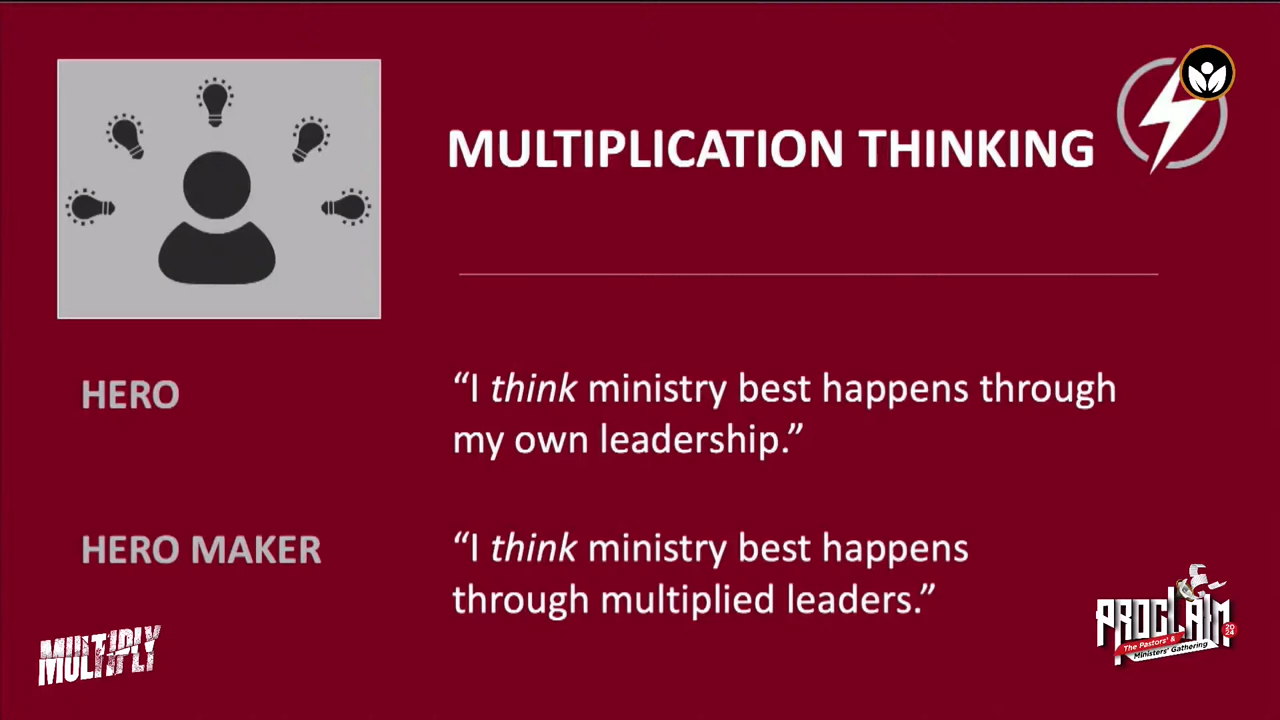 MULTIPLICATION THINKING
HERO
“I think ministry best happens through
my own leadership.”
HERO MAKER
“I think ministry best happens
through multiplied leaders.”
MULTIPLY
PROCLAIM
2024
The Pastors' &
Ministers' Gathering